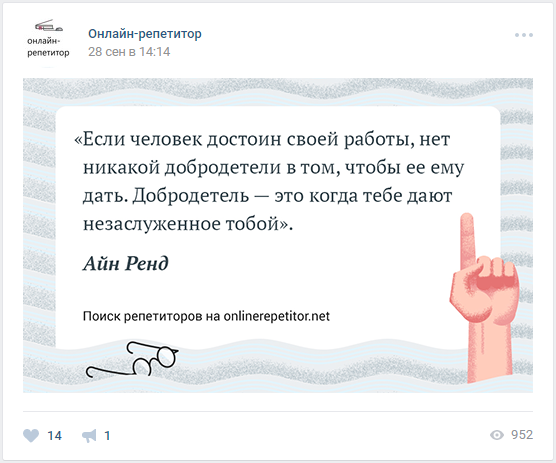 онлайн-
репетитор
Онлайн-репетитор
28 сен в 14:14
«Если человек достоин своей работы, нет
никакой добродетели в том, чтобы ее ему
дать. Добродетель — это когда тебе дают
незаслуженное тобой».
Айн Ренд
Поиск репетиторов на onlinerepetitor.net
14
1
952